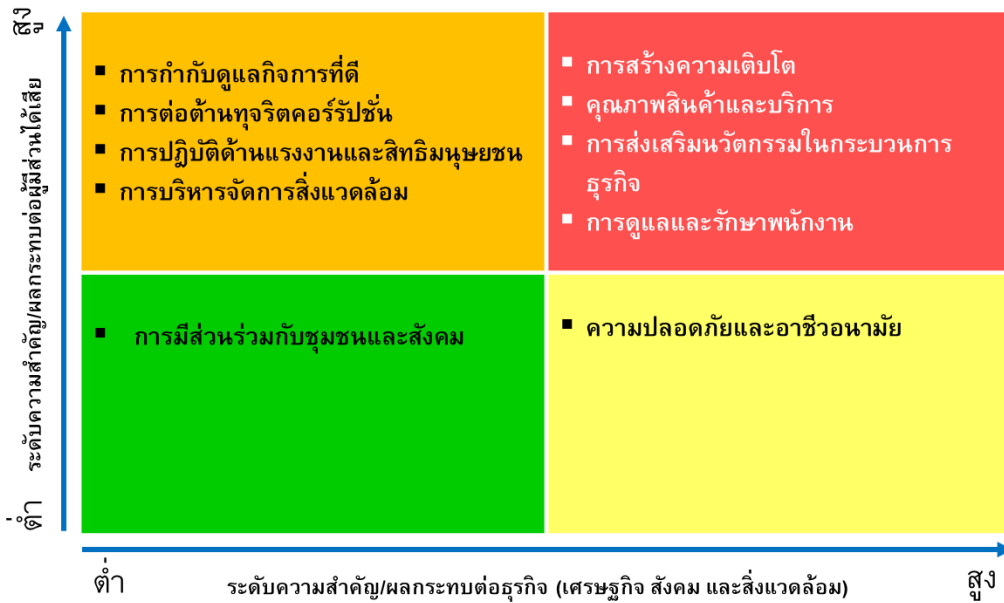 สูง
ระดับความสำคัญ/ผลกระทบต่อผู้มีส่วนได้เสีย
ต่ำ
▪ การกำกับดูแลกิจการที่ดี
▪ การต่อต้านทุจริตคอร์รัปชั่น
▪ การปฎิบัติด้านแรงงานและสิทธิมนุษยชน
▪ การบริหารจัดการสิ่งแวดล้อม
▪ การสร้างความเติบโต
▪ คุณภาพสินค้าและบริการ
▪ การส่งเสริมนวัตกรรมในกระบวนการ
ธุรกิจ
▪ การดูแลและรักษาพนักงาน
▪ การมีส่วนร่วมกับชุมชนและสังคม
▪ ความปลอดภัยและอาชีวอนามัย
ต่ำ
ระดับความสำคัญ/ผลกระทบต่อธุรกิจ (เศรษฐกิจ สังคม และสิ่งแวดล้อม)
สูง